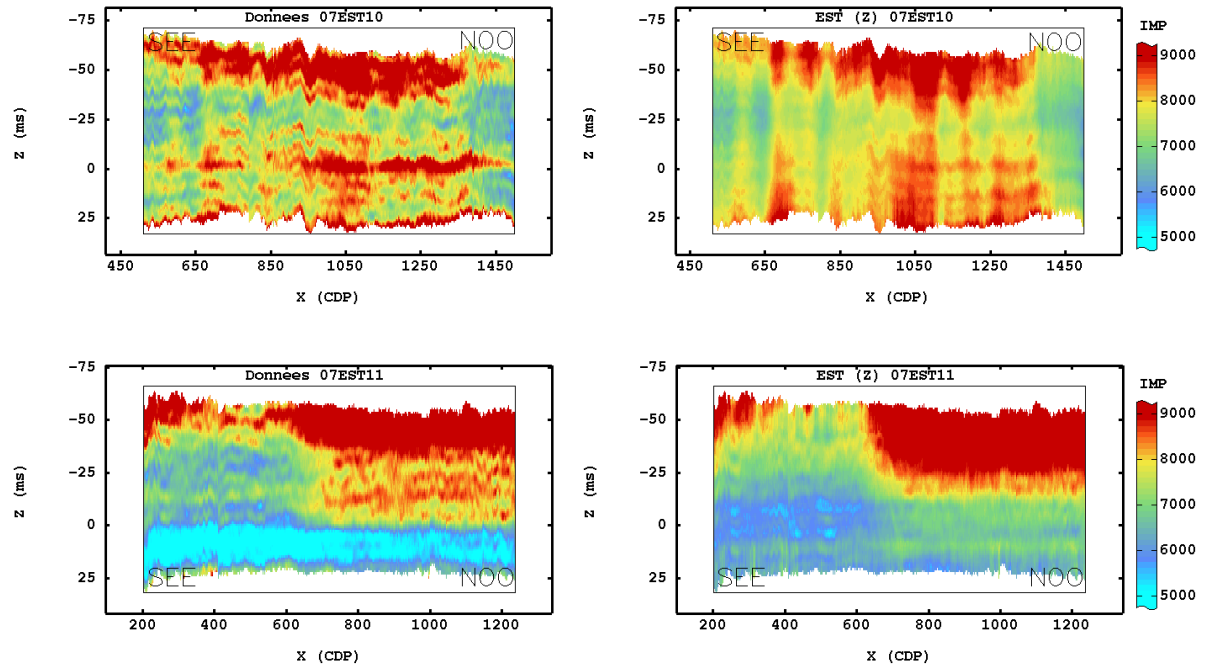 Donnees 07EST10
EST (Z) 07EST10
IMP
SEE NOO
SEE NOO
-75
-50
-25
0
25
Z (ms)
-75
-50
-25
0
25
Z (ms)
9000
8000
7000
6000
5000
450 650 850 1050 1250 1450
450 650 850 1050 1250 1450
X (CDP)
X (CDP)
Données 07EST11
EST (Z) 07EST11
IMP
-75
-50
-25
0
25
Z (ms)
-75
-50
-25
0
25
Z (ms)
9000
8000
7000
6000
5000
SEE NOO
SEE NOO
200 400 600 800 1000 1200
200 400 600 800 1000 1200
X (CDP)
X (CDP)